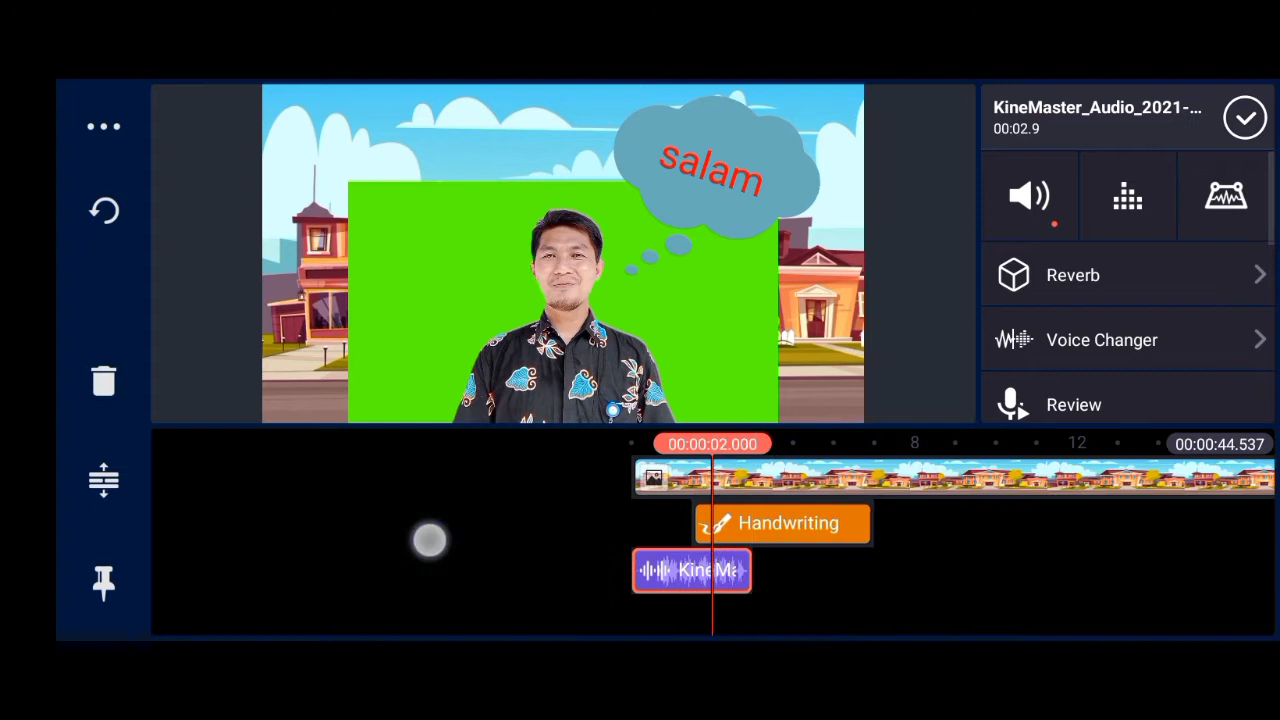 salam
KineMaster_Audio_2021-...
00:02.9
Reverb
Voice Changer
Review
00:00:02.000
8
12
00:00:44.537
Handwriting
KineMa